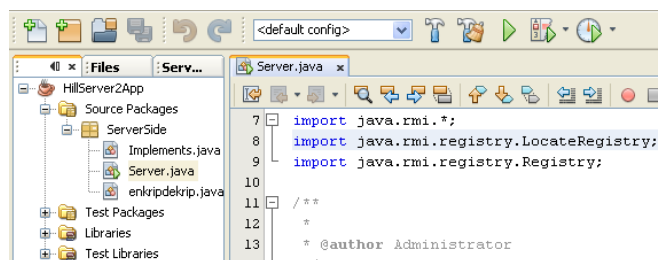 <default config>
Files
Serv...
Server.java
HillServer2App
Source Packages
ServerSide
Implements.java
Server.java
enkripdekrip.java
Test Packages
Libraries
Test Libraries
7 import java.rmi.*;
8 import java.rmi.registry.LocateRegistry;
9 import java.rmi.registry.Registry;
10
11 /**
12 *
13 * @author Administrator